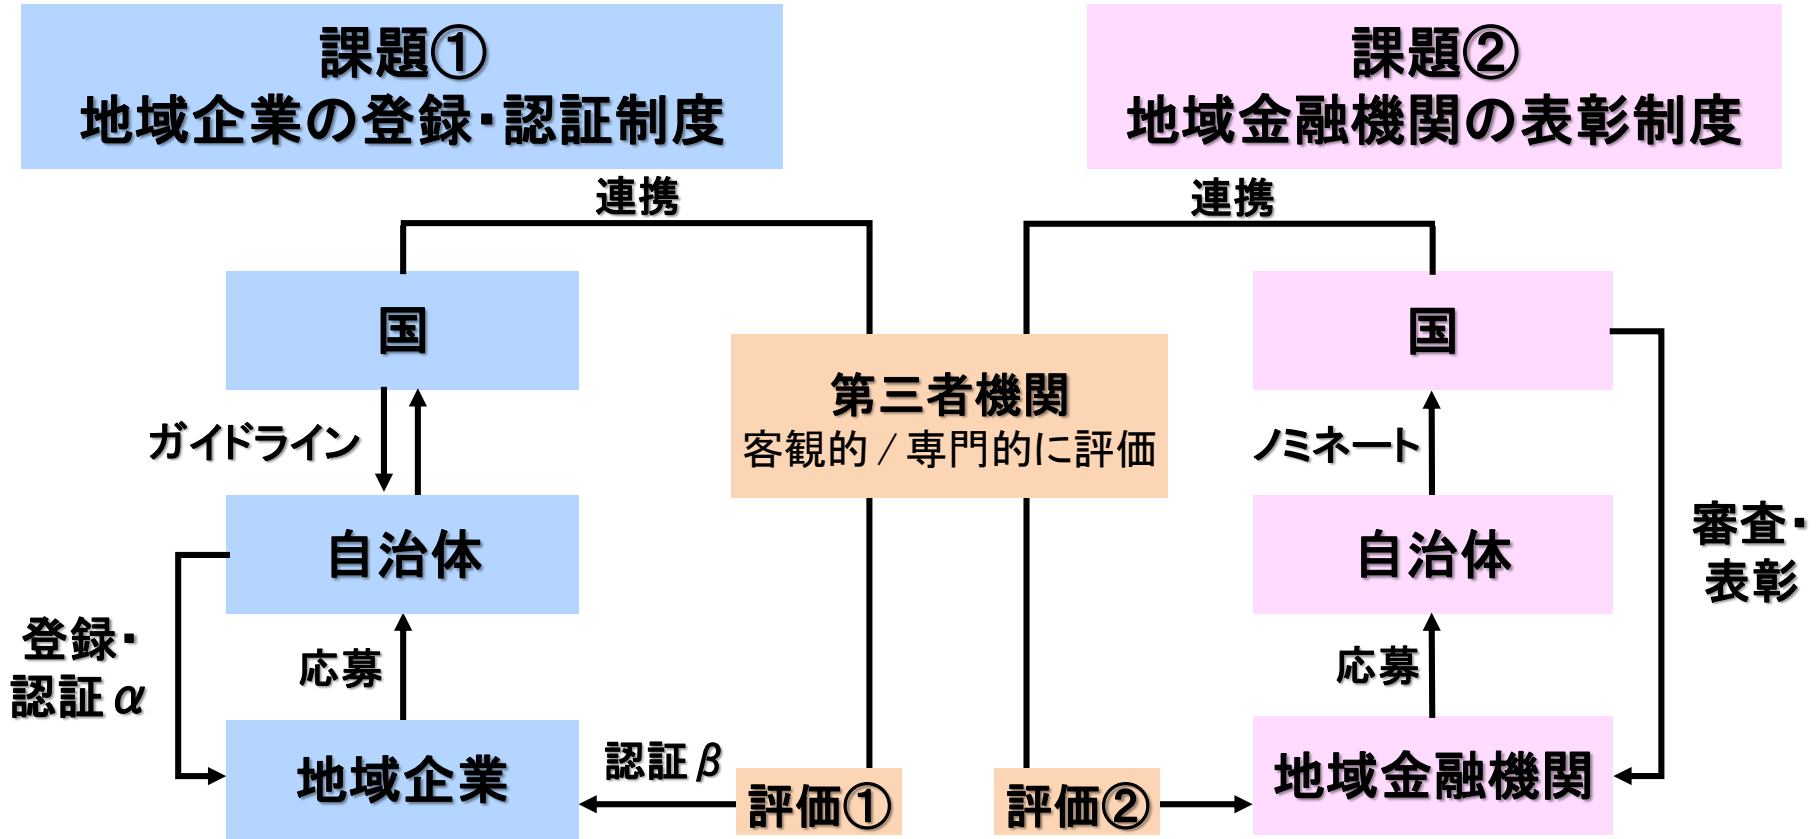 課題①
地域企業の登録・認証制度
課題②
地域金融機関の表彰制度
連携
連携
国
国
第三者機関
客観的/専門的に評価
ガイドライン
ノミネート
自治体
自治体
審査・
表彰
登録・
認証α
応募
応募
地域企業
認証β
評価①
評価②
地域金融機関